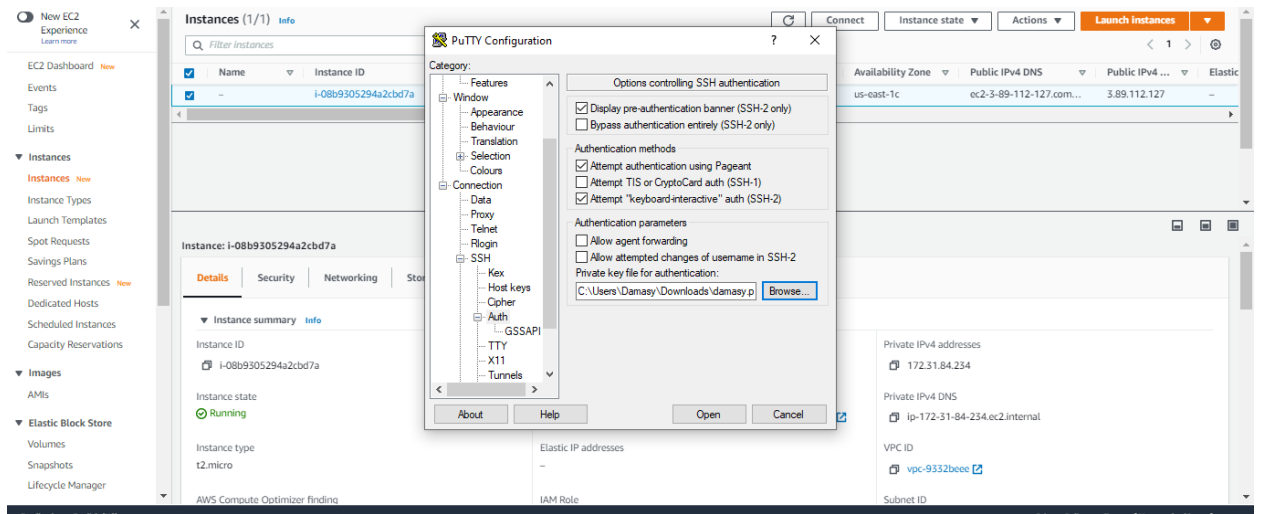 New EC2
Experience
Learn more
EC2 Dashboard New
Events
Tags
Limits
Instances
Instances New
Instance Types
Launch Templates
Spot Requests
Savings Plans
Reserved Instances New
Dedicated Hosts
Scheduled Instances
Capacity Reservations
Images
AMIs
Elastic Block Store
Volumes
Snapshots
Lifecycle Manager
Instances (1/1) Info
Connect
Instance state
Actions
Launch instances
Filter instances
1
Name
Instance ID
Availability Zone
Public IPv4 DNS
Public IPv4 ...
Elastic
–
i-08b9305294a2cbd7a
us-east-1c
ec2-3-89-112-127.com...
3.89.112.127
–
PuTTY Configuration
? X
Category:
Features
Window
Appearance
Behaviour
Translation
Selection
Colours
Connection
Data
Proxy
Telnet
Rlogin
SSH
Kex
Host keys
Cipher
Auth
GSSAPI
TTY
X11
Tunnels
Options controlling SSH authentication
Display pre-authentication banner (SSH-2 only)
Bypass authentication entirely (SSH-2 only)
Authentication methods
Attempt authentication using Pageant
Attempt TIS or CryptoCard auth (SSH-1)
Attempt "keyboard-interactive" auth (SSH-2)
Authentication parameters
Allow agent forwarding
Allow attempted changes of username in SSH-2
Private key file for authentication:
C:\Users\Damasy\Downloads\damasy.p
Browse...
About
Help
Open
Cancel
Instance: i-08b9305294a2cbd7a
Details
Security
Networking
Stor
Instance summary Info
Instance ID
i-08b9305294a2cbd7a
Private IPv4 addresses
172.31.84.234
Instance state
Running
Private IPv4 DNS
ip-172-31-84-234.ec2.internal
Instance type
t2.micro
Elastic IP addresses
–
VPC ID
vpc-9332beee
AWS Compute Optimizer finding
IAM Role
Subnet ID